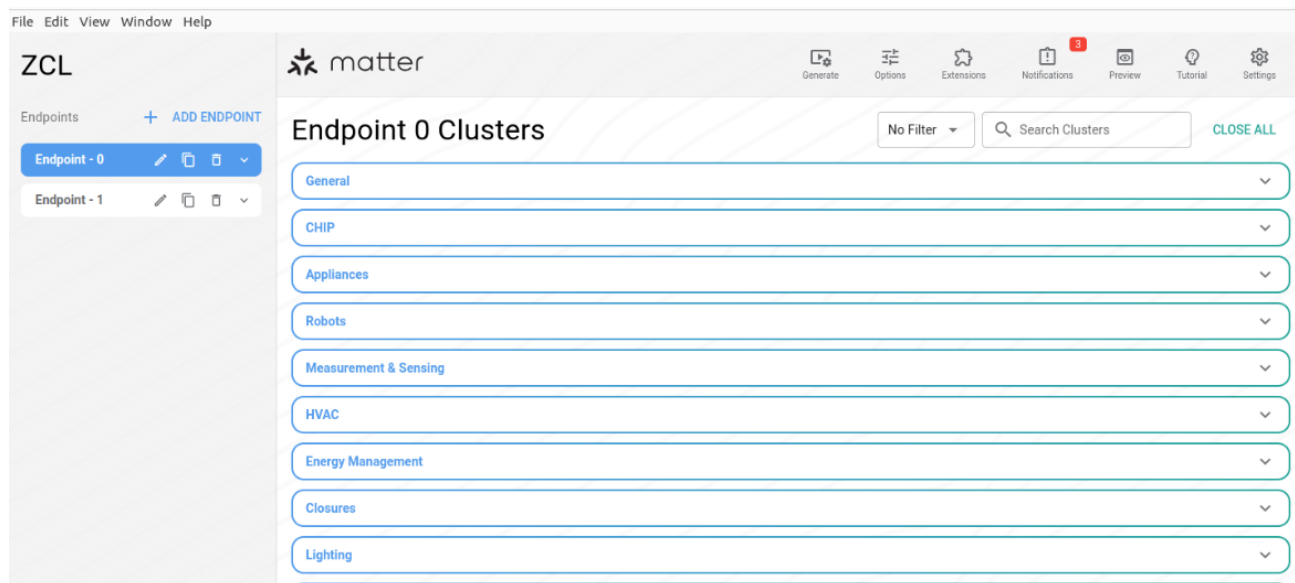 File Edit View Window Help
ZCL
Endpoints + ADD ENDPOINT
Endpoint - 0
Endpoint - 1
matter
Generate
Options
Extensions
3
Notifications
Preview
Tutorial
Settings
Endpoint 0 Clusters
No Filter
Search Clusters
CLOSE ALL
General
CHIP
Appliances
Robots
Measurement & Sensing
HVAC
Energy Management
Closures
Lighting